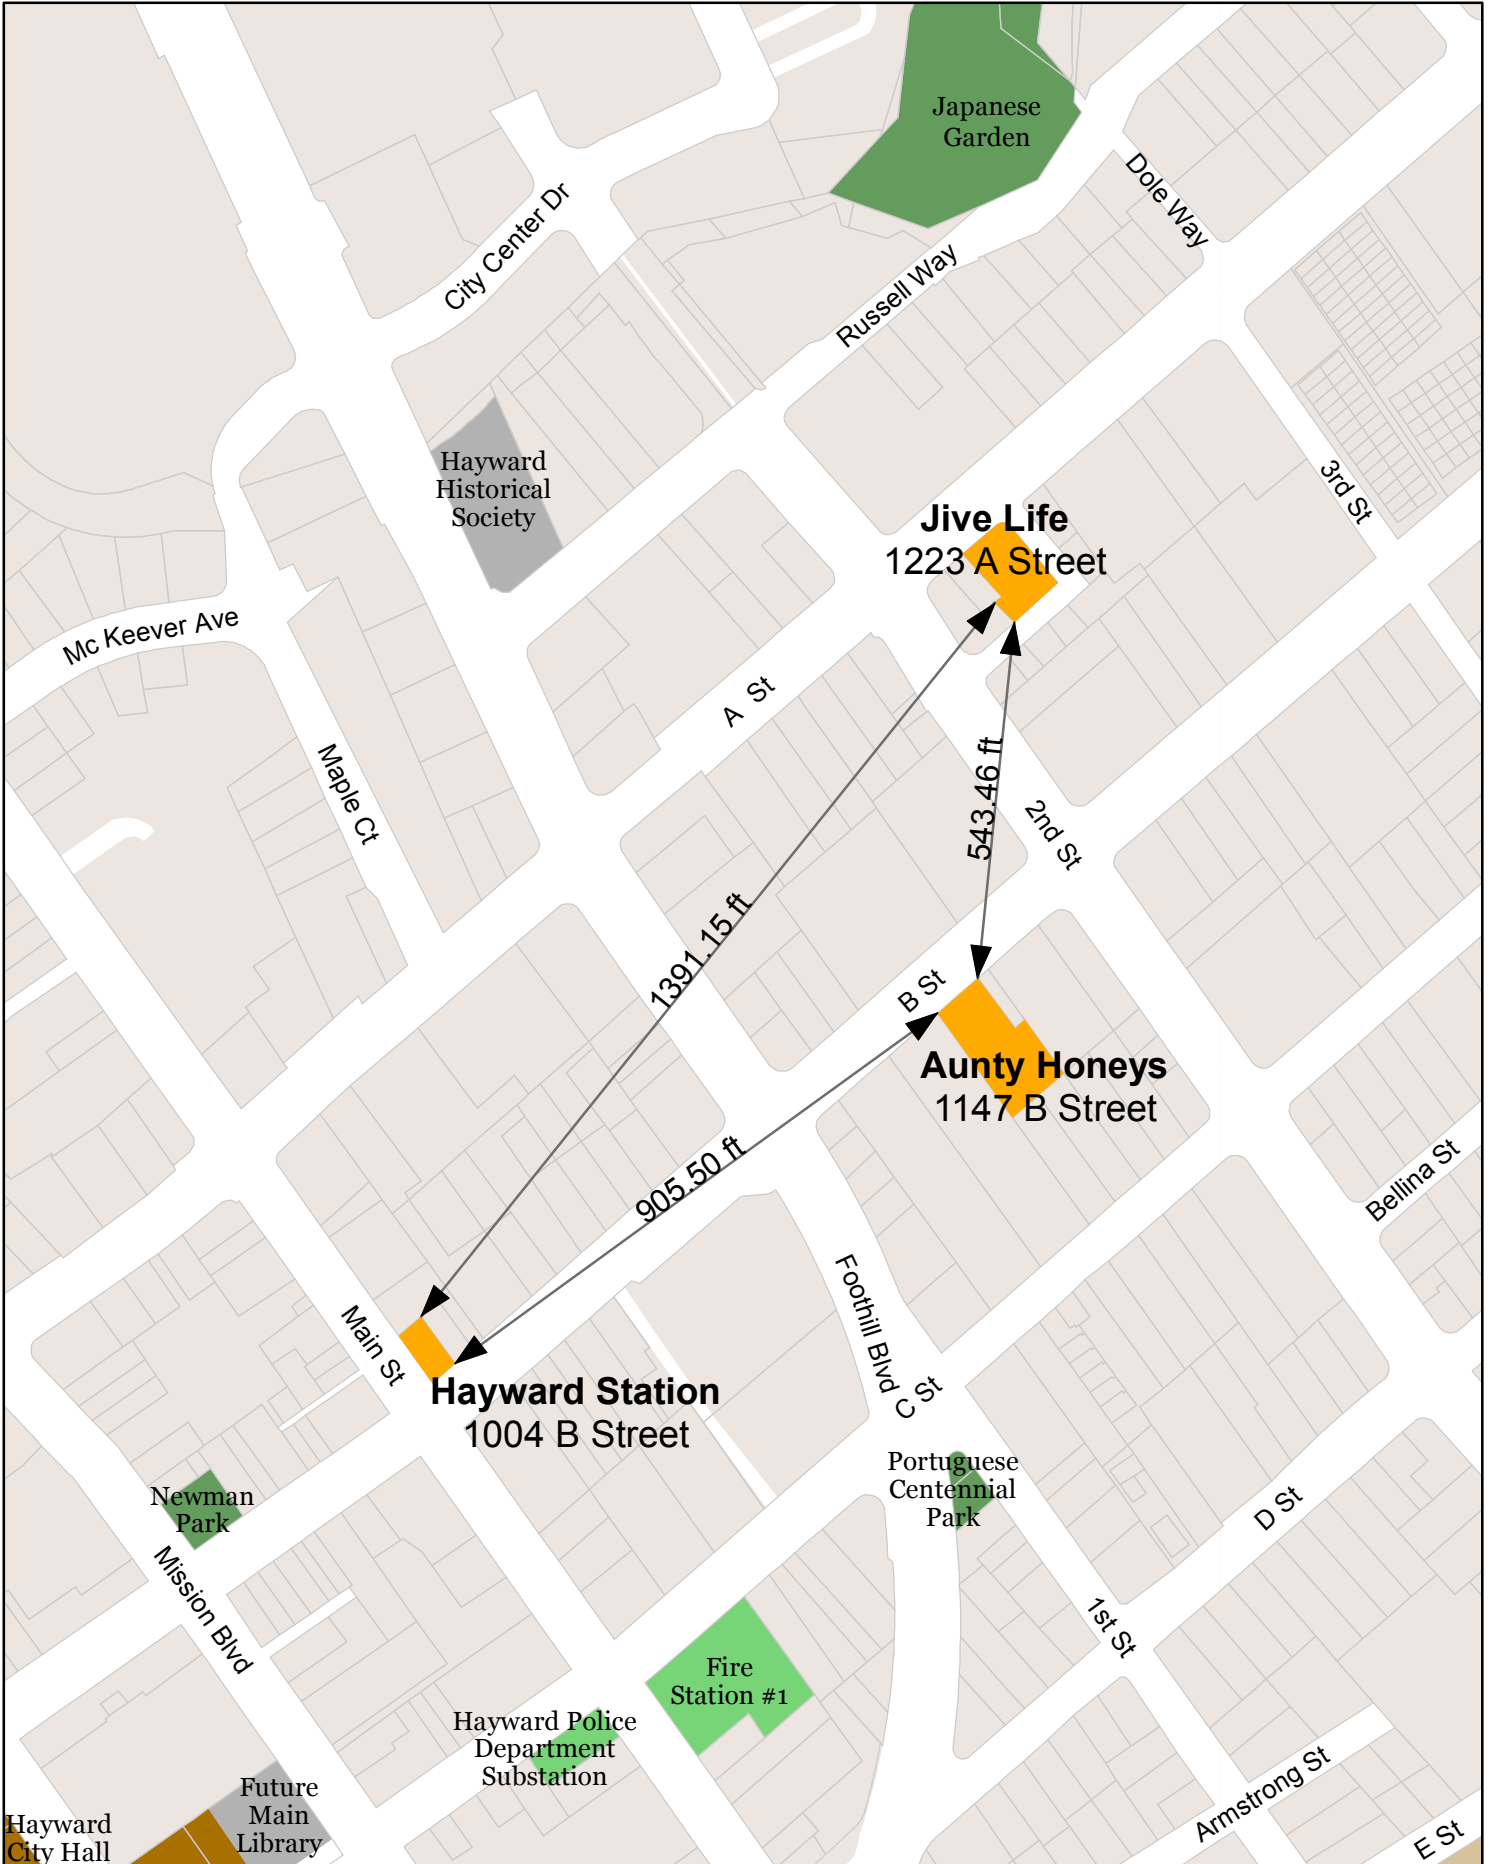 Japanese
Garden
Dole Way
City Center Dr
Russell Way
Hayward
Historical
Society
3rd St
Jive Life
1223 A Street
Mc Keever Ave
A St
Maple Ct
543.46 ft
2nd St
1391.15 ft
B St
Aunty Honeys
1147 B Street
905.50 ft
Bellina St
Main St
Foothill Blvd
Hayward Station
1004 B Street
C St
Portuguese
Centennial
Park
Newman
Park
D St
Mission Blvd
1st St
Fire
Station #1
Hayward Police
Department
Substation
Future
Main
Library
Armstrong St
Hayward
City Hall
E St